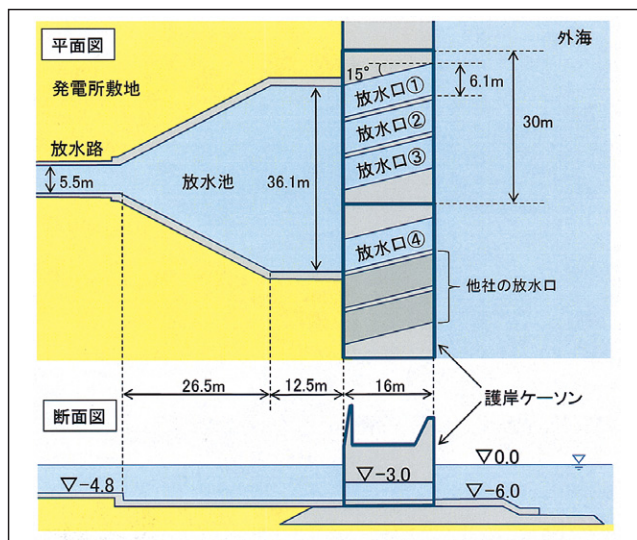 平面図
外海
発電所敷地
15°
放水口①
6.1m
放水口②
30m
放水路
放水口③
5.5m
放水池
36.1m
放水口④
他社の放水口
26.5m
12.5m
16m
護岸ケーソン
断面図
▽-4.8
▽-3.0
▽0.0
▽-6.0